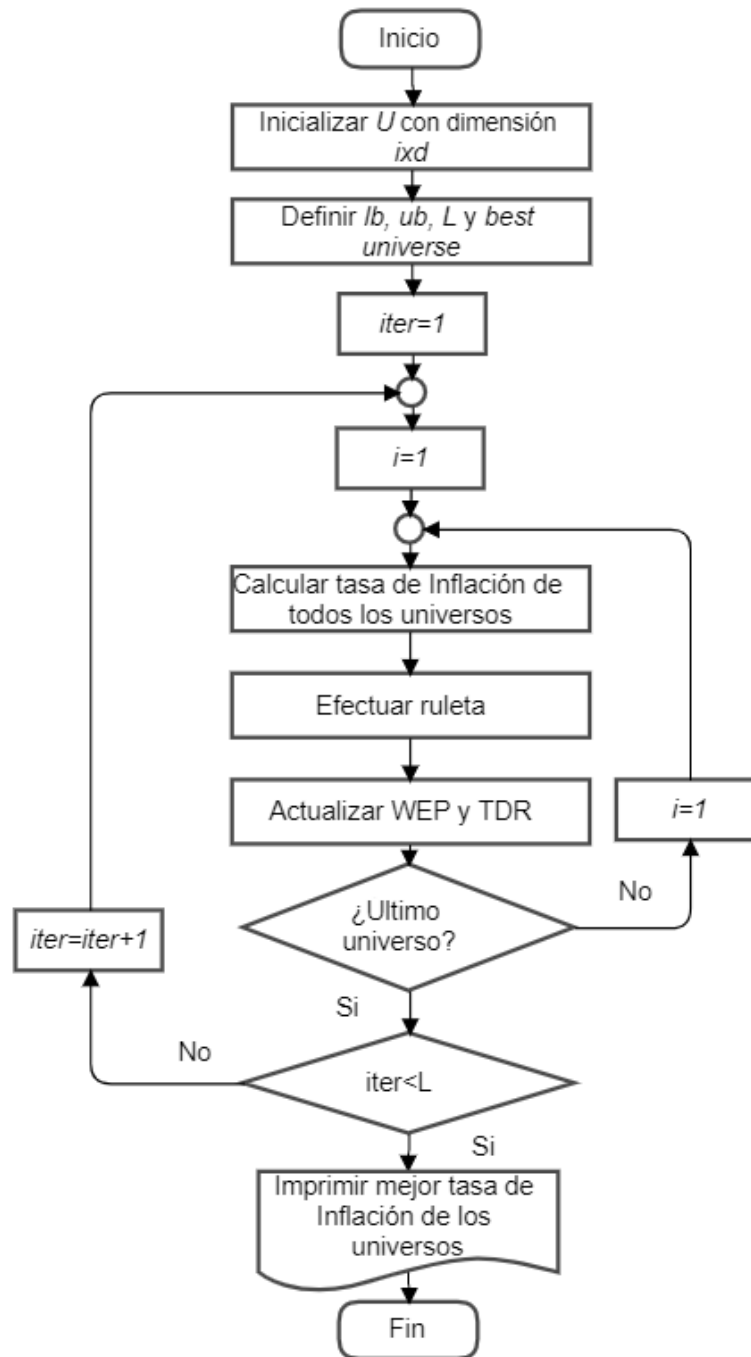 Inicio
Inicializar U con dimensión
ixd
Definir lb, ub, L y best
universe
iter=1
i=1
Calcular tasa de Inflación de
todos los universos
Efectuar ruleta
Actualizar WEP y TDR
i=1
No
¿Ultimo
universo?
iter=iter+1
Si
No
iter<L
Si
Imprimir mejor tasa de
Inflación de los
universos
Fin